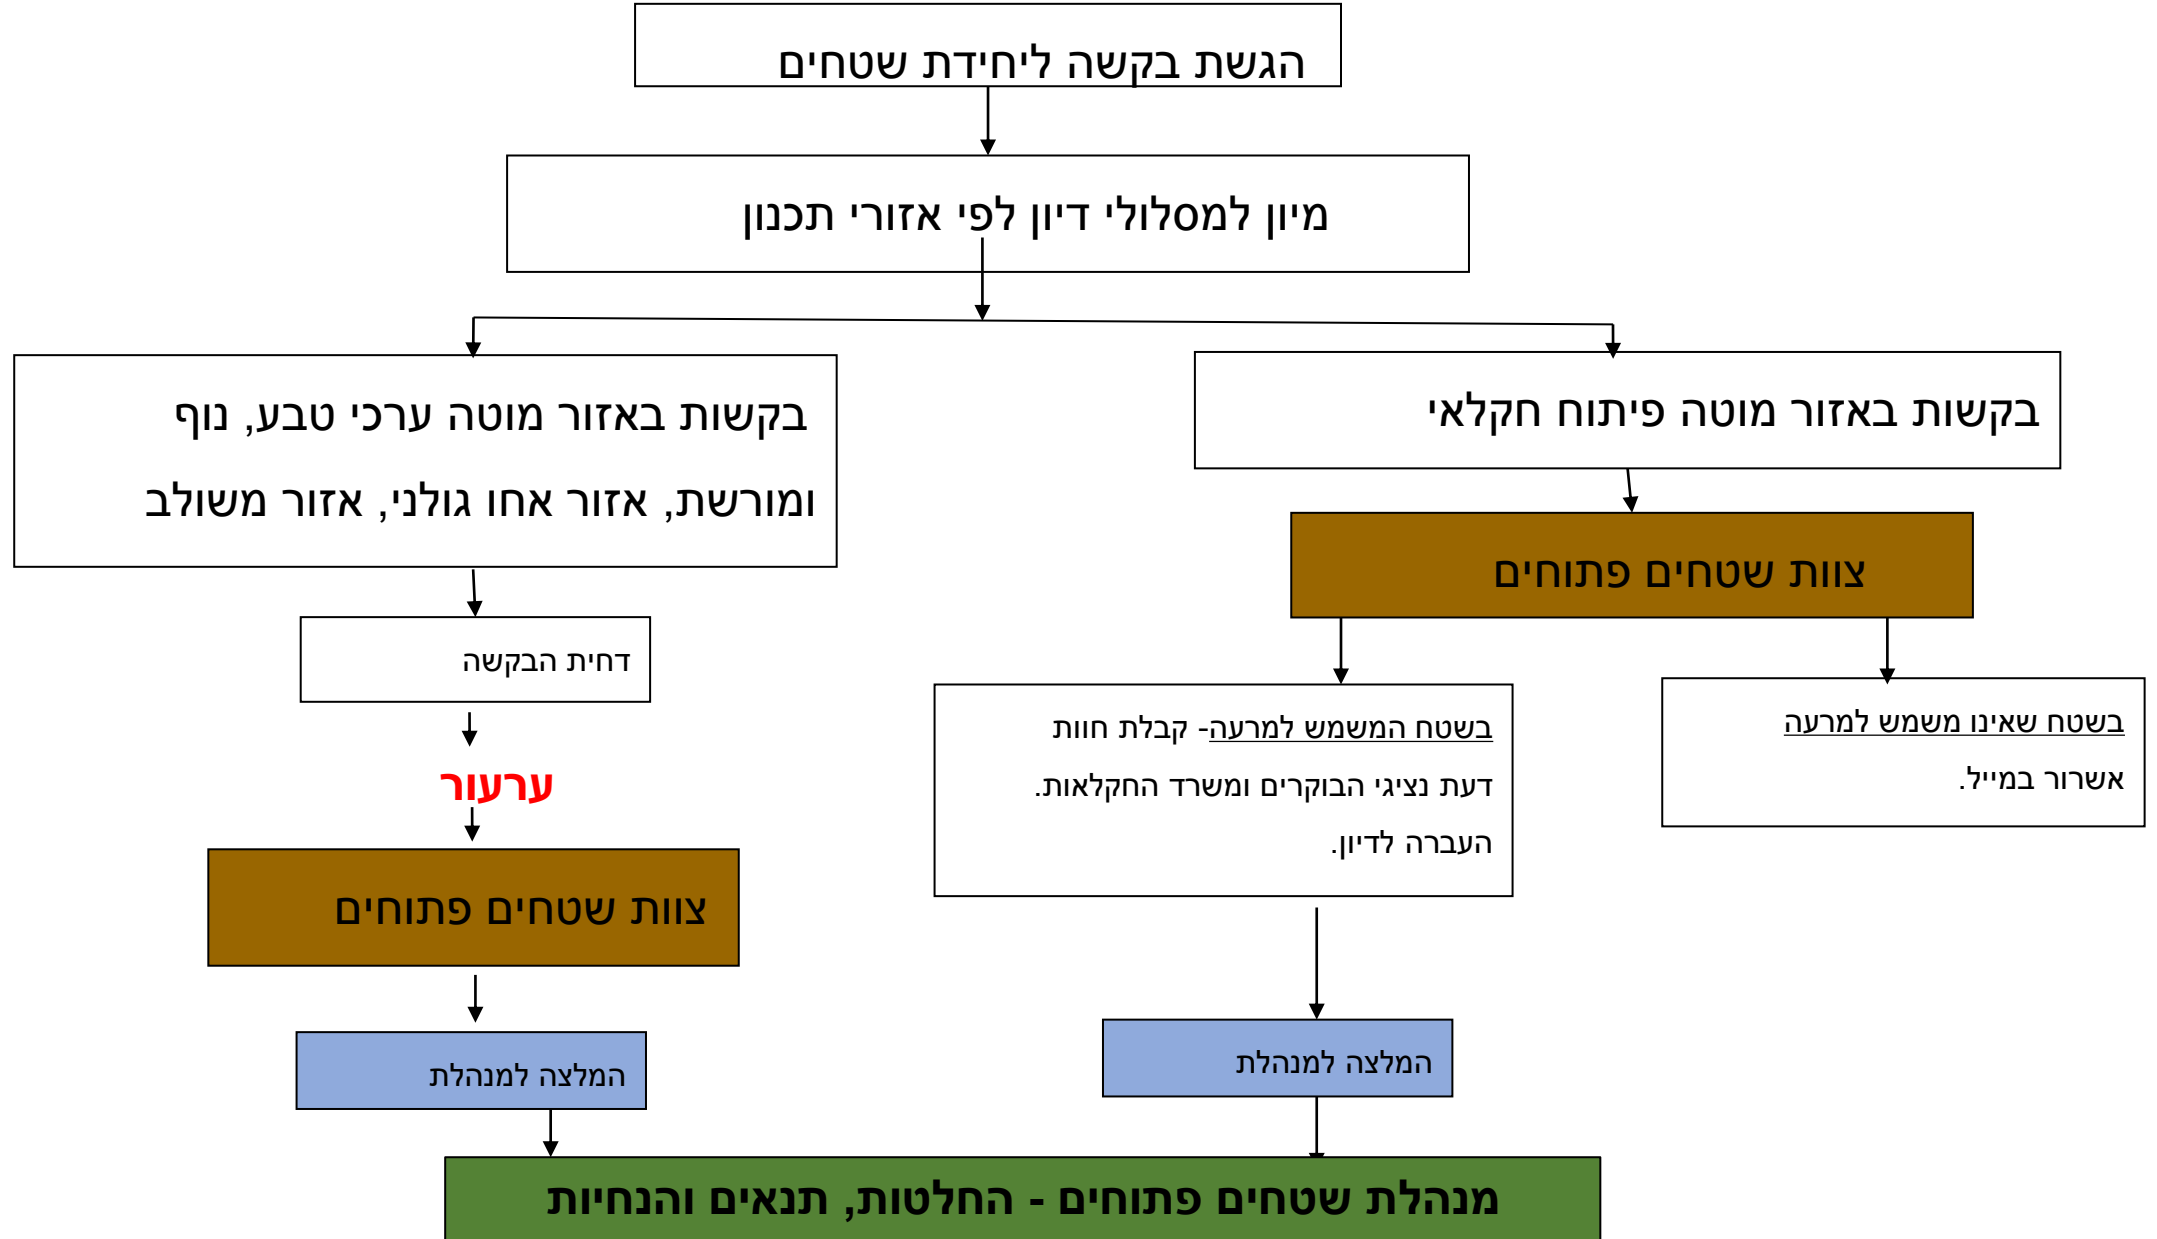 הגשת בקשה ליחידת שטחים
מיון למסלולי דיון לפי אזורי תכנון
בקשות באזור מוטה פיתוח חקלאי
צוות שטחים פתוחים
בשטח שאינו משמש למרעה
אשרור במייל.
בשטח המשמש למרעה- קבלת חוות
דעת נציגי הבוקרים ומשרד החקלאות.
העברה לדיון.
המלצה למנהלת
בקשות באזור מוטה ערכי טבע, נוף
ומורשת, אזור אחו גולני, אזור משולב
דחית הבקשה
ערעור
צוות שטחים פתוחים
המלצה למנהלת
מנהלת שטחים פתוחים - החלטות, תנאים והנחיות